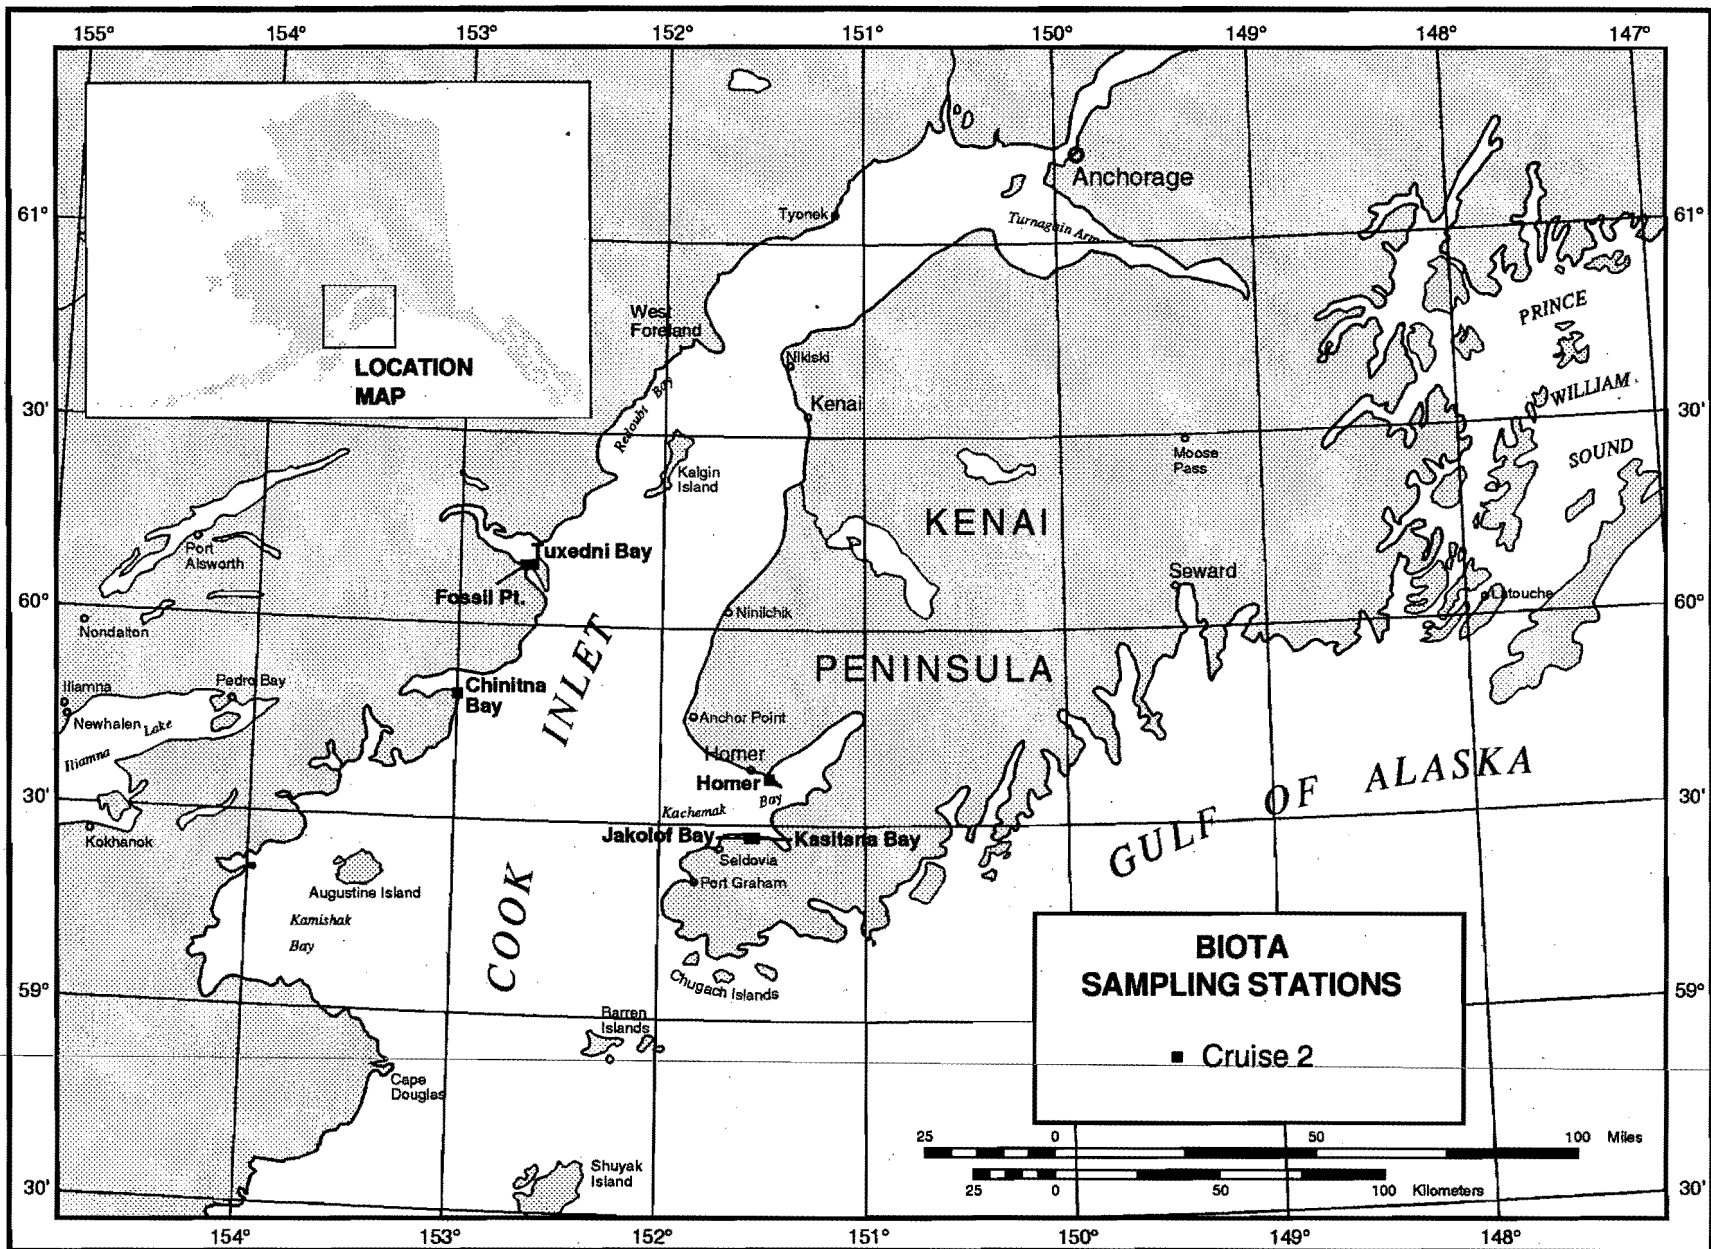 155° 154° 153° 152° 151° 150° 149° 148° 147°
LOCATION
MAP
Anchorage
Tyonek
Turnagain Arm
61°
61°
West
Foreland
PRINCE
Nikiski
WILLIAM
Redoubt Bay
Kenai
30'
30'
SOUND
Moose
Pass
Kalgin
Island
KENAI
Port
Alsworth
Tuxedni Bay
Seward
Fossil Pt.
Latouche
60°
60°
Ninilchik
Nondalton
INLET
PENINSULA
Iliamna
Pedro Bay
Chinitna
Bay
Newhalen
Iliamna Lake
Anchor Point
Homer
Homer
GULF OF ALASKA
30'
30'
Kachemak Bay
Kokhanok
Jakolof Bay
Kasitsna Bay
Seldovia
Port Graham
Augustine Island
Kamishak
Bay
COOK
BIOTA
SAMPLING STATIONS
Cruise 2
59°
59°
Chugach Islands
Barren
Islands
Cape
Douglas
25 0 50 100 Miles
25 0 50 100 Kilometers
Shuyak
Island
30'
30'
154° 153° 152° 151° 150° 149° 148°